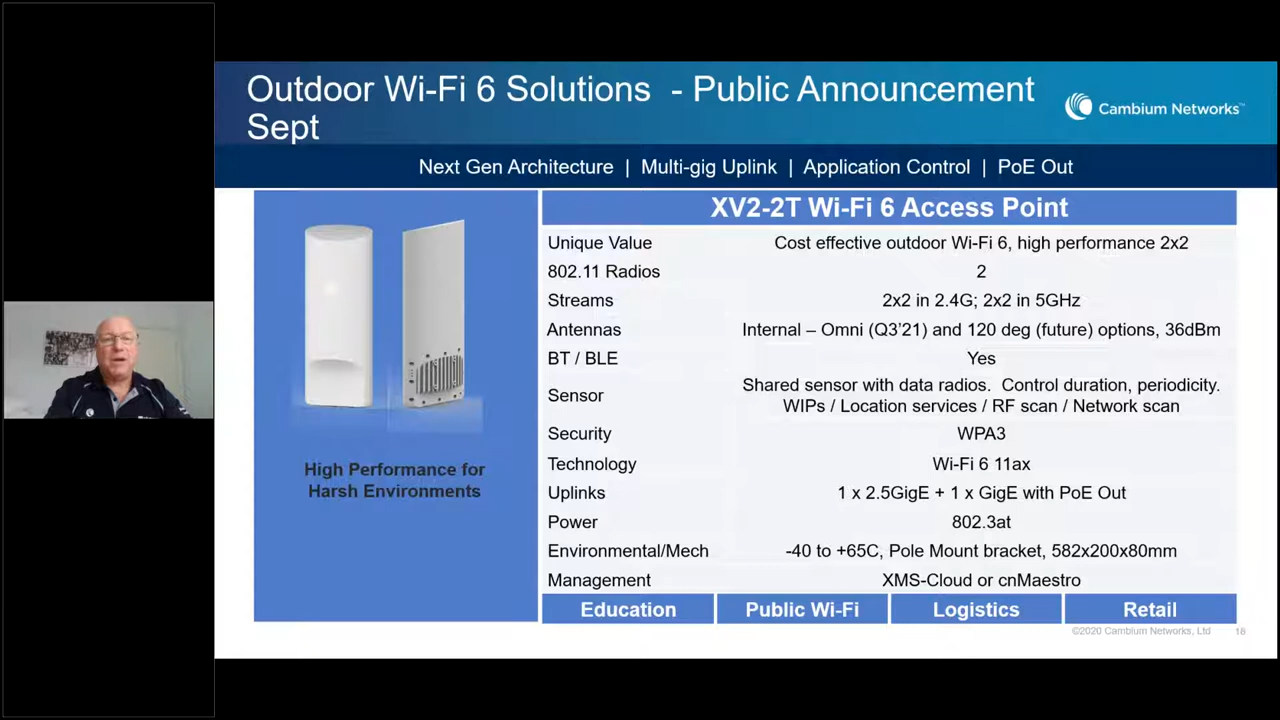 Outdoor Wi-Fi 6 Solutions - Public Announcement
Sept
Cambium Networks™
Next Gen Architecture | Multi-gig Uplink | Application Control | PoE Out
XV2-2T Wi-Fi 6 Access Point
Unique Value Cost effective outdoor Wi-Fi 6, high performance 2x2
802.11 Radios 2
Streams 2x2 in 2.4G; 2x2 in 5GHz
Antennas Internal – Omni (Q3'21) and 120 deg (future) options, 36dBm
BT / BLE Yes
Sensor Shared sensor with data radios. Control duration, periodicity.
WIPs / Location services / RF scan / Network scan
Security WPA3
Technology Wi-Fi 6 11ax
Uplinks 1 x 2.5GigE + 1 x GigE with PoE Out
Power 802.3at
Environmental/Mech -40 to +65C, Pole Mount bracket, 582x200x80mm
Management XMS-Cloud or cnMaestro
High Performance for
Harsh Environments
Education Public Wi-Fi Logistics Retail
©2020 Cambium Networks, Ltd 18